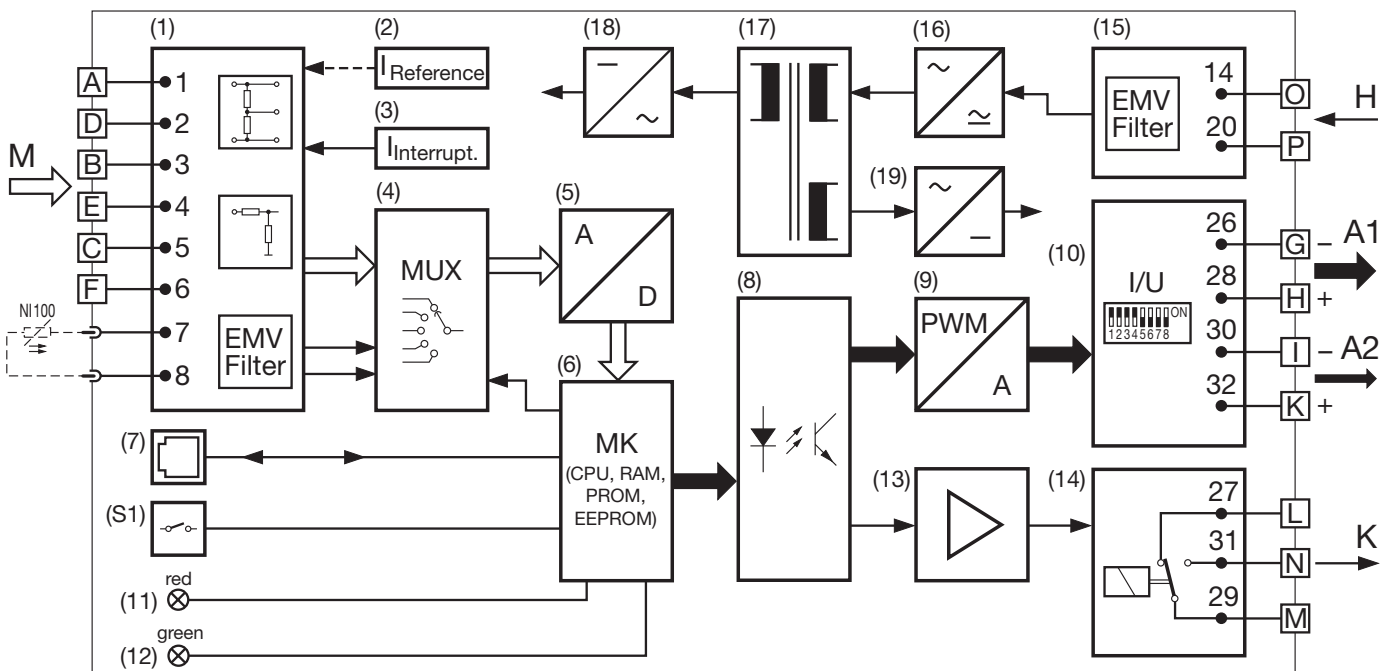 (1)
(2)
(18)
(17)
(16)
(15)
I Reference
(3)
I Interrupt.
(4)
(5)
– ~
~ ≂
EMV
Filter
14
20
O
P
H
M
A 1
D 2
B 3
E 4
C 5
F 6
NI100
7
8
EMV
Filter
MUX
A
D
(19)
~ –
(6)
MK
(CPU, RAM,
PROM,
EEPROM)
(8)
(9)
PWM
A
(10)
I/U
ON
12345678
26
28
30
32
G –
H +
I –
K +
A1
A2
(7)
(S1)
red
(11)
green
(12)
(13)
(14)
27
31
29
L
N
M
K